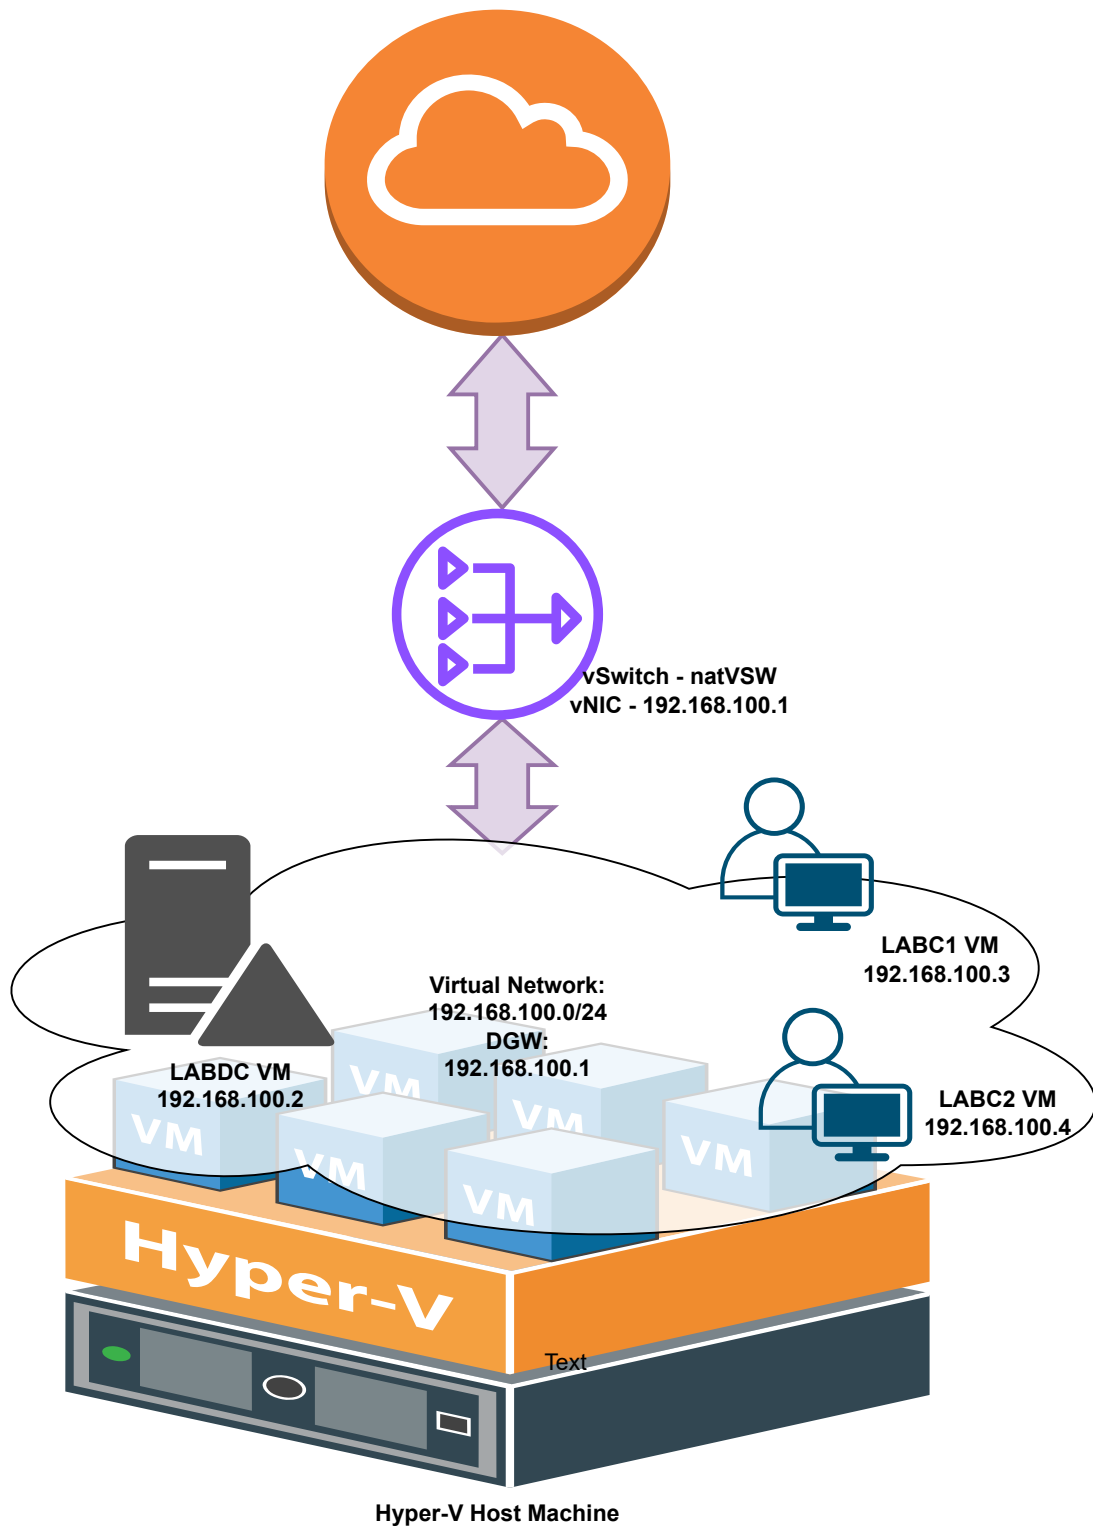 vSwitch - natVSW
vNIC - 192.168.100.1
LABC1 VM
192.168.100.3
Virtual Network:
192.168.100.0/24
DGW:
192.168.100.1
LABDC VM
192.168.100.2
LABC2 VM
192.168.100.4
VM
VM
VM
VM
VM
VM
Hyper-V
Text
Hyper-V Host Machine